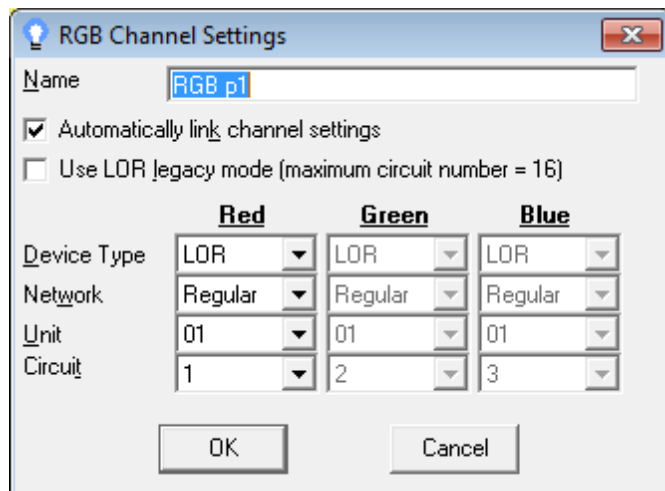 RGB Channel Settings
Name RGB p1
Automatically link channel settings
Use LOR legacy mode (maximum circuit number = 16)
Red Green Blue
Device Type LOR LOR LOR
Network Regular Regular Regular
Unit 01 01 01
Circuit 1 2 3
OK Cancel